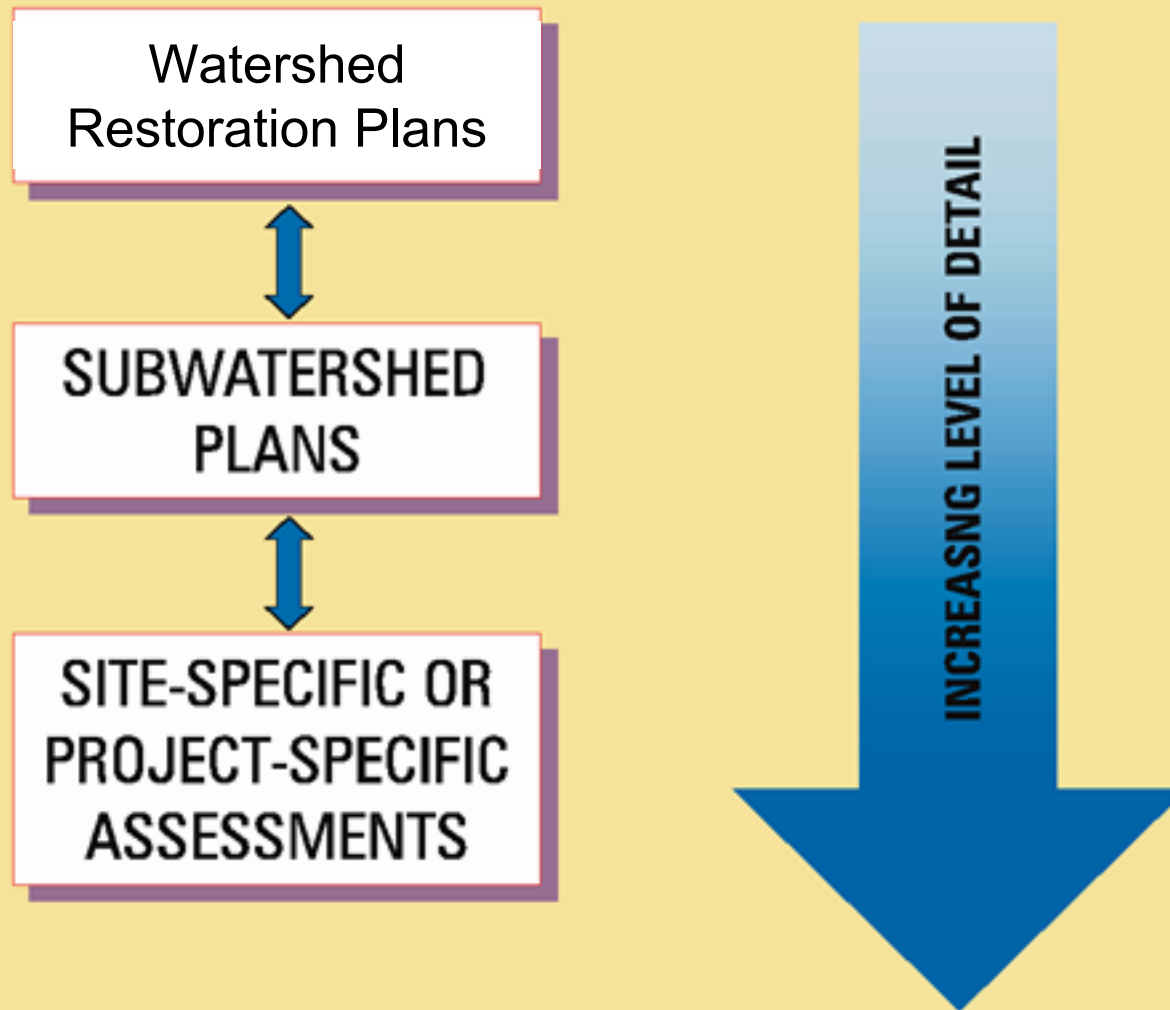 Watershed
Restoration Plans
SUBWATERSHED
PLANS
SITE-SPECIFIC OR
PROJECT-SPECIFIC
ASSESSMENTS
INCREASNG LEVEL OF DETAIL